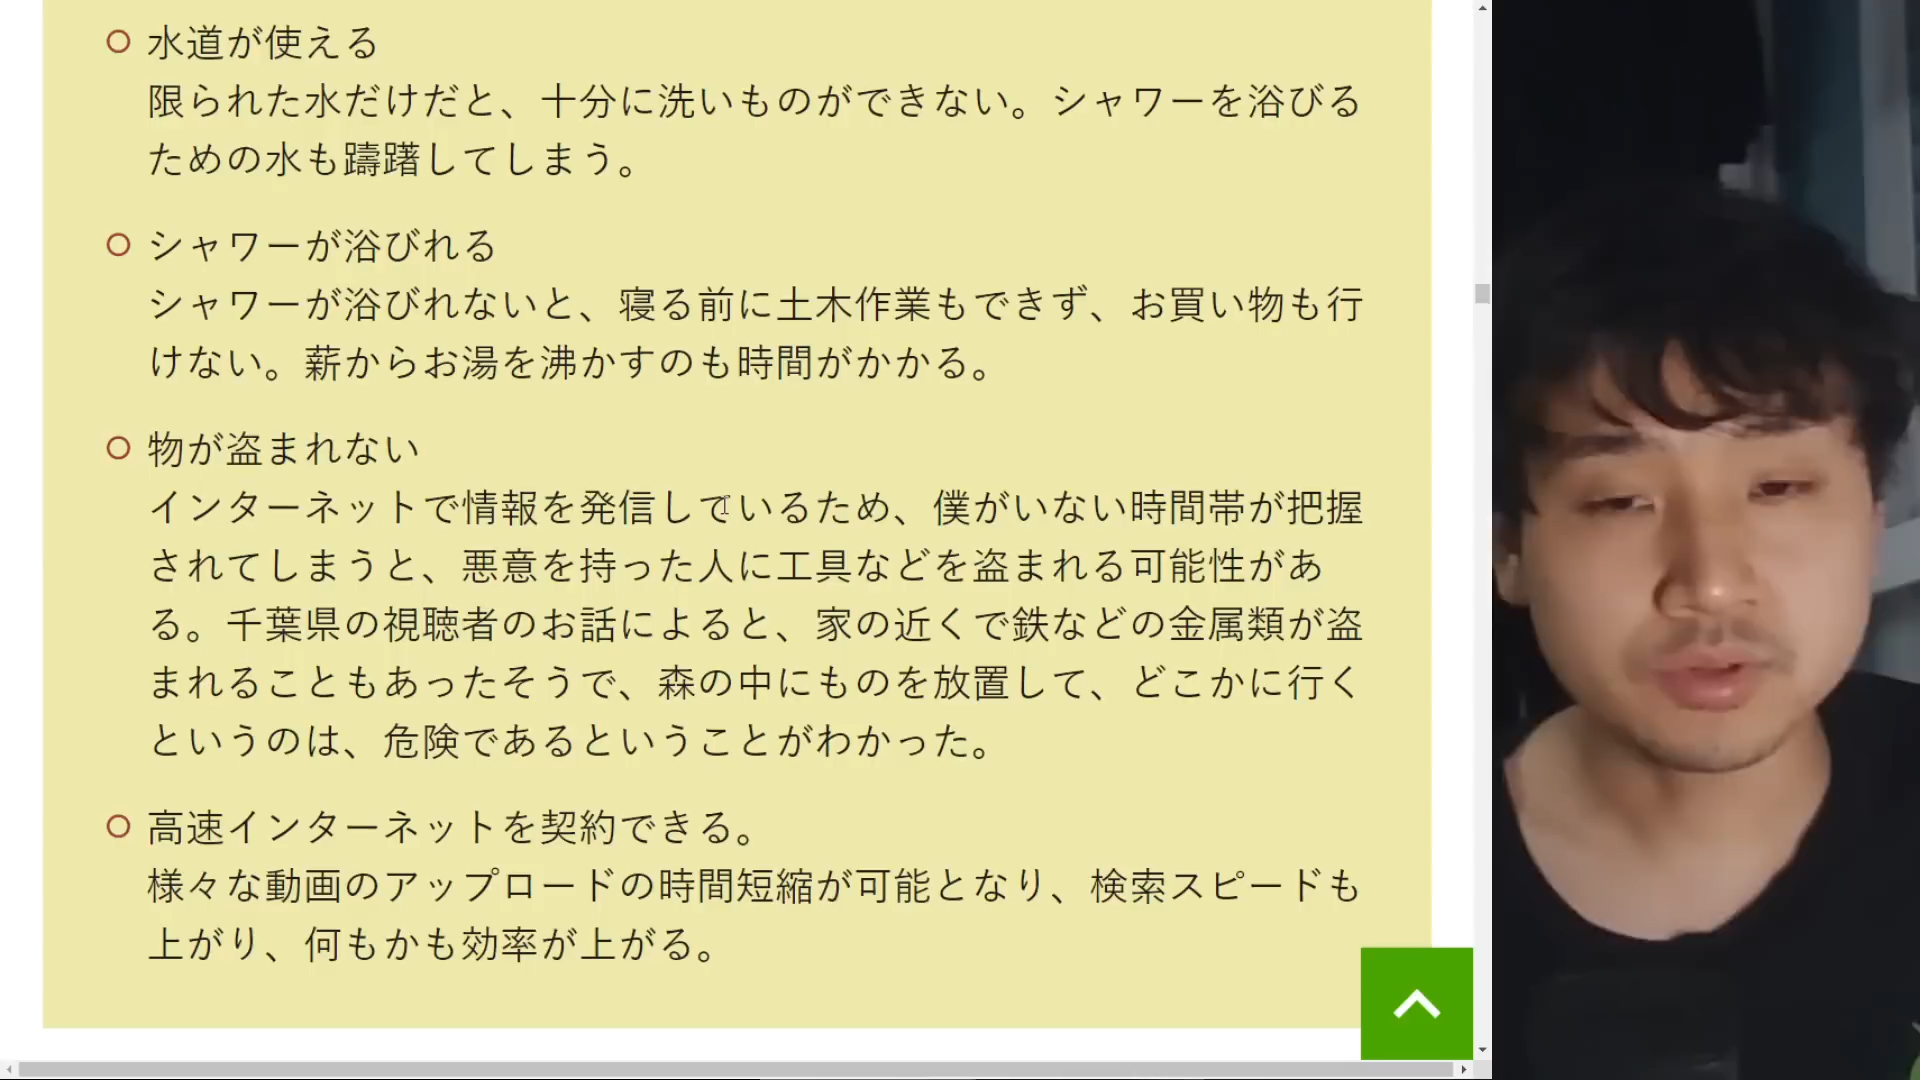 水道が使える
限られた水だけだと、十分に洗いものができない。シャワーを浴びる
ための水も躊躇してしまう。
シャワーが浴びれる
シャワーが浴びれないと、寝る前に土木作業もできず、お買い物も行
けない。薪からお湯を沸かすのも時間がかかる。
物が盗まれない
インターネットで情報を発信しているため、僕がいない時間帯が把握
されてしまうと、悪意を持った人に工具などを盗まれる可能性があ
る。千葉県の視聴者のお話によると、家の近くで鉄などの金属類が盗
まれることもあったそうで、森の中にものを放置して、どこかに行く
というのは、危険であるということがわかった。
高速インターネットを契約できる。
様々な動画のアップロードの時間短縮が可能となり、検索スピードも
上がり、何もかも効率が上がる。